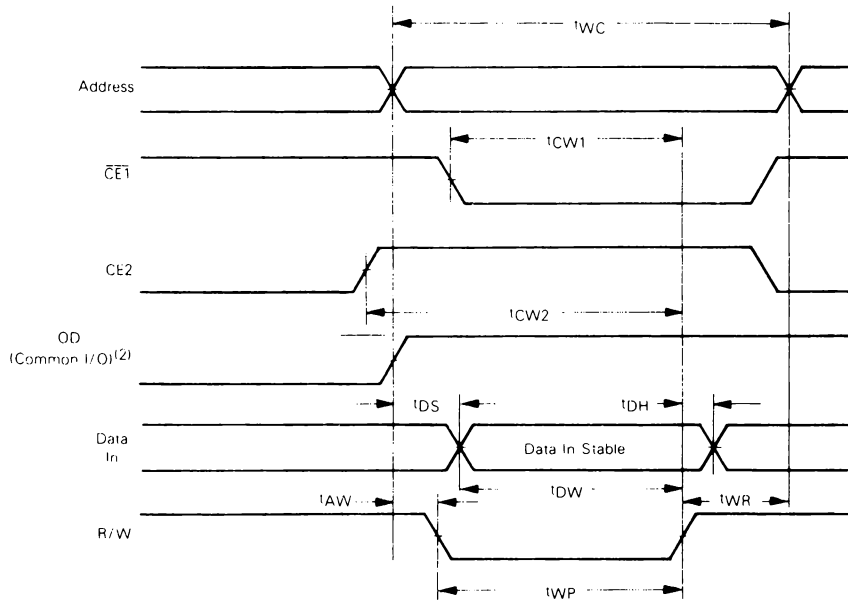 tWC
Address
tCW1
CE1
CE2
tCW2
OD
(Common I/O)(2)
tDS
tDH
Data
In
Data In Stable
tDW
tAW
tWR
R/W
tWP